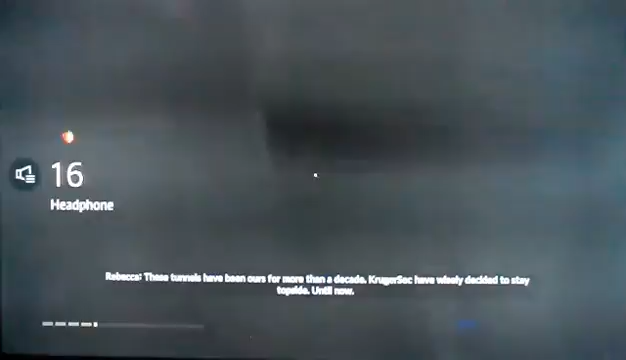 16
Headphone
Rebecca: These tunnels have been ours for more than a decade. KrugerSec have wisely decided to stay
topside. Until now.